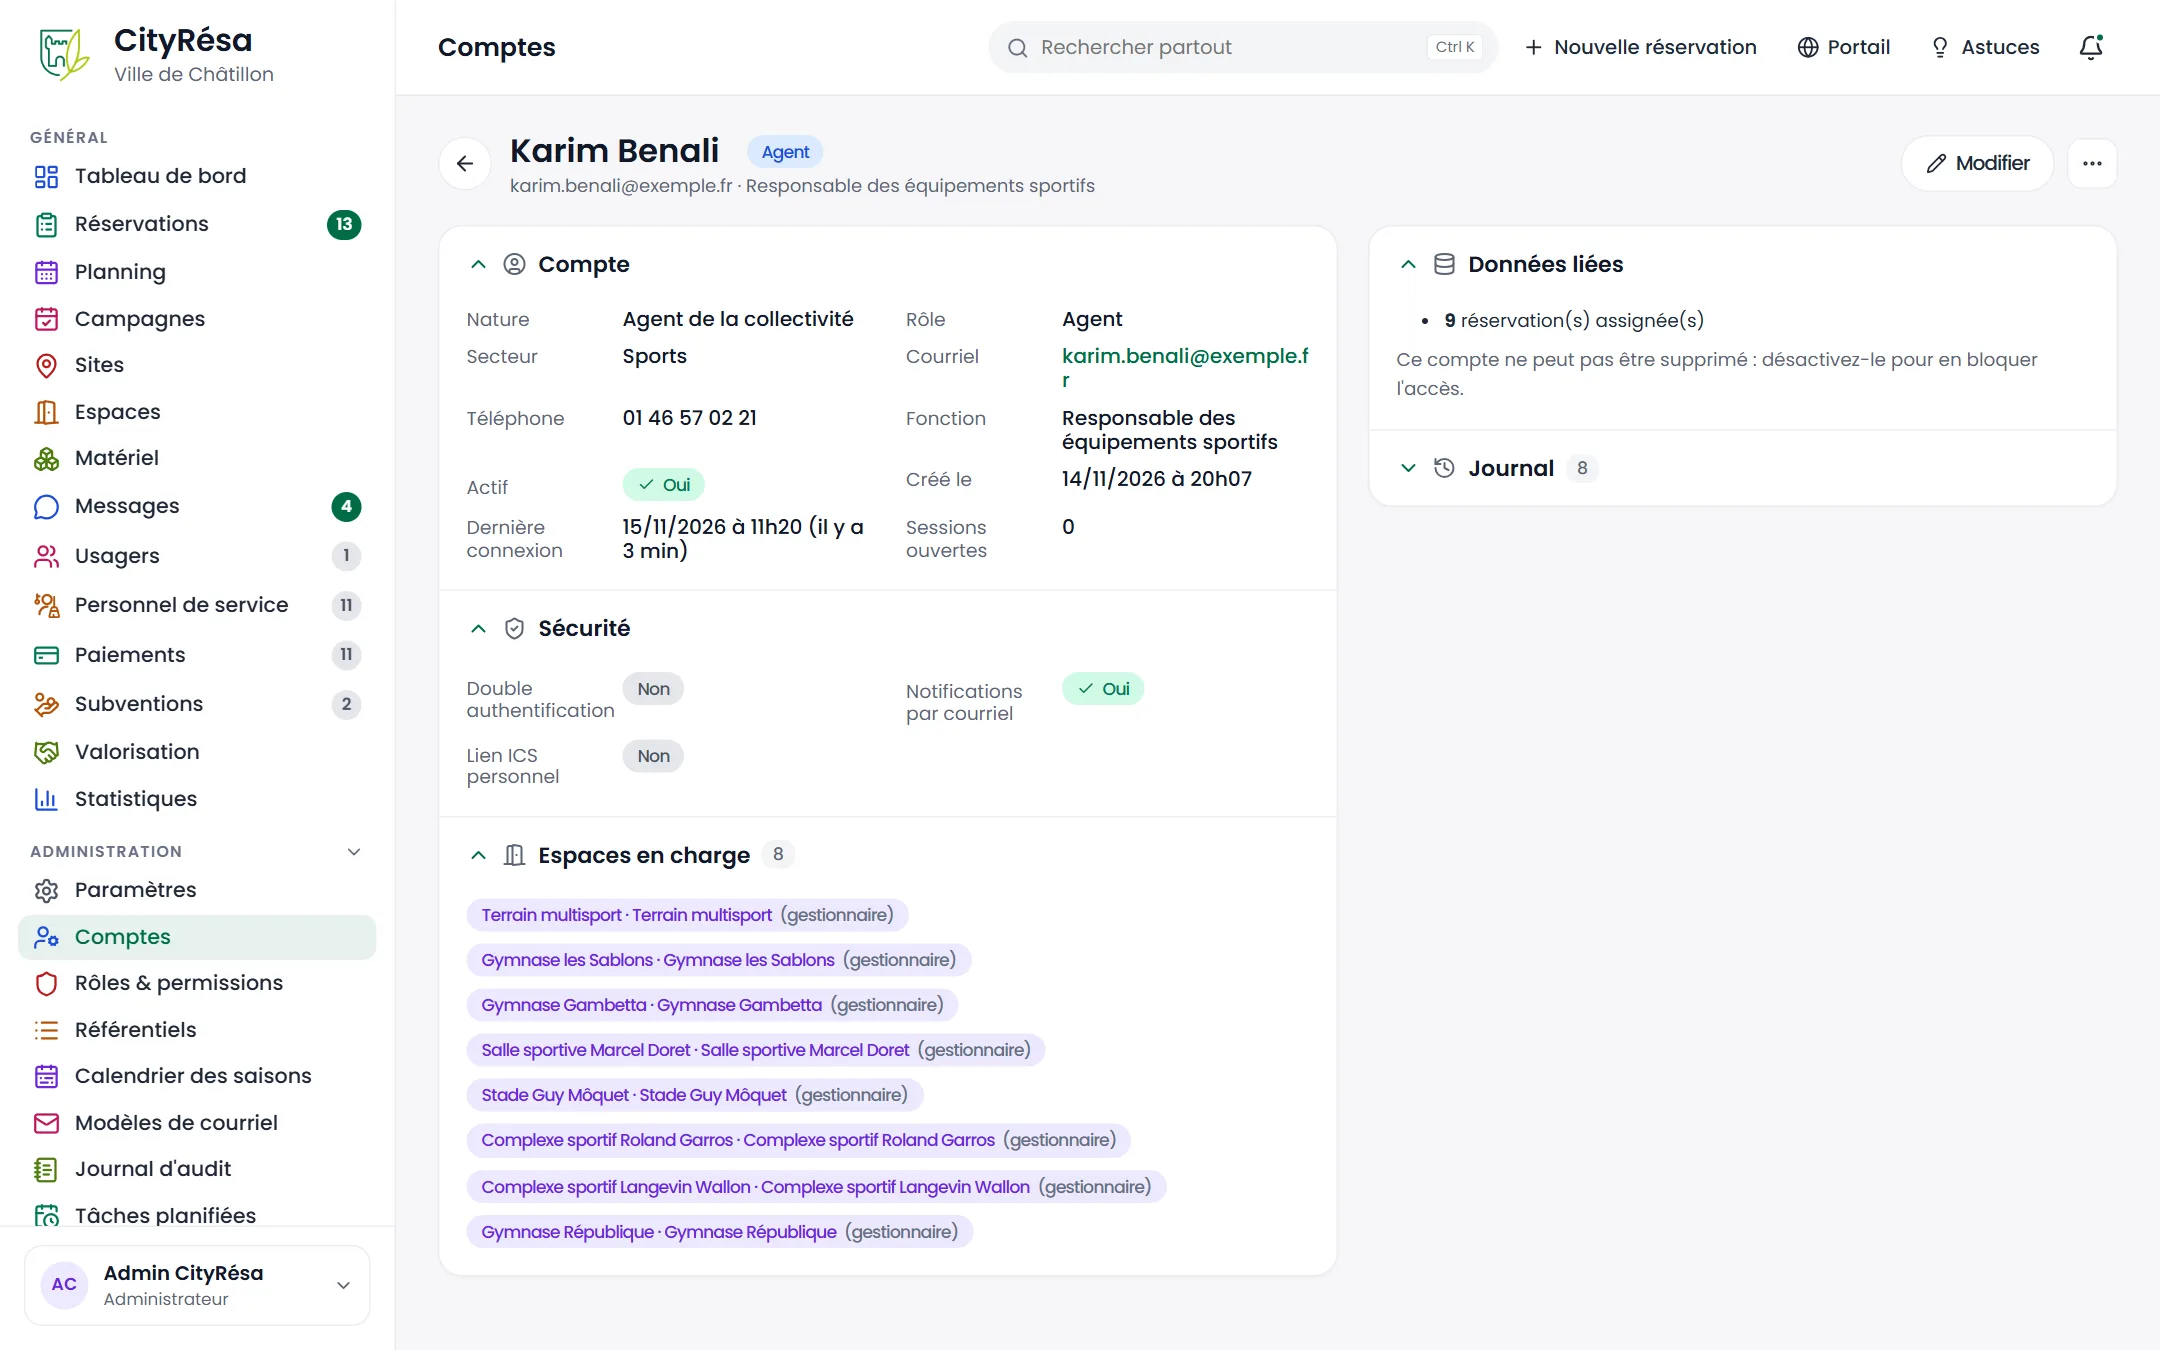 CityRésa
Ville de Châtillon
GÉNÉRAL
Tableau de bord
Réservations 13
Planning
Campagnes
Sites
Espaces
Matériel
Messages 4
Usagers 1
Personnel de service 11
Paiements 11
Subventions 2
Valorisation
Statistiques
ADMINISTRATION
Paramètres
Comptes
Rôles & permissions
Référentiels
Calendrier des saisons
Modèles de courriel
Journal d'audit
Tâches planifiées
AC
Admin CityRésa
Administrateur
Comptes
Rechercher partout Ctrl K
Nouvelle réservation
Portail
Astuces
Karim Benali Agent
karim.benali@exemple.fr · Responsable des équipements sportifs
Modifier
Compte
Nature Agent de la collectivité
Rôle Agent
Secteur Sports
Courriel karim.benali@exemple.f
r
Téléphone 01 46 57 02 21
Fonction Responsable des
équipements sportifs
Actif Oui
Créé le 14/11/2026 à 20h07
Dernière
connexion
15/11/2026 à 11h20 (il y a
3 min)
Sessions
ouvertes
0
Sécurité
Double
authentification
Non
Notifications
par courriel
Oui
Lien ICS
personnel
Non
Espaces en charge 8
Terrain multisport · Terrain multisport (gestionnaire)
Gymnase les Sablons · Gymnase les Sablons (gestionnaire)
Gymnase Gambetta · Gymnase Gambetta (gestionnaire)
Salle sportive Marcel Doret · Salle sportive Marcel Doret (gestionnaire)
Stade Guy Môquet · Stade Guy Môquet (gestionnaire)
Complexe sportif Roland Garros · Complexe sportif Roland Garros (gestionnaire)
Complexe sportif Langevin Wallon · Complexe sportif Langevin Wallon (gestionnaire)
Gymnase République · Gymnase République (gestionnaire)
Données liées
• 9 réservation(s) assignée(s)
Ce compte ne peut pas être supprimé : désactivez-le pour en bloquer
l'accès.
Journal 8